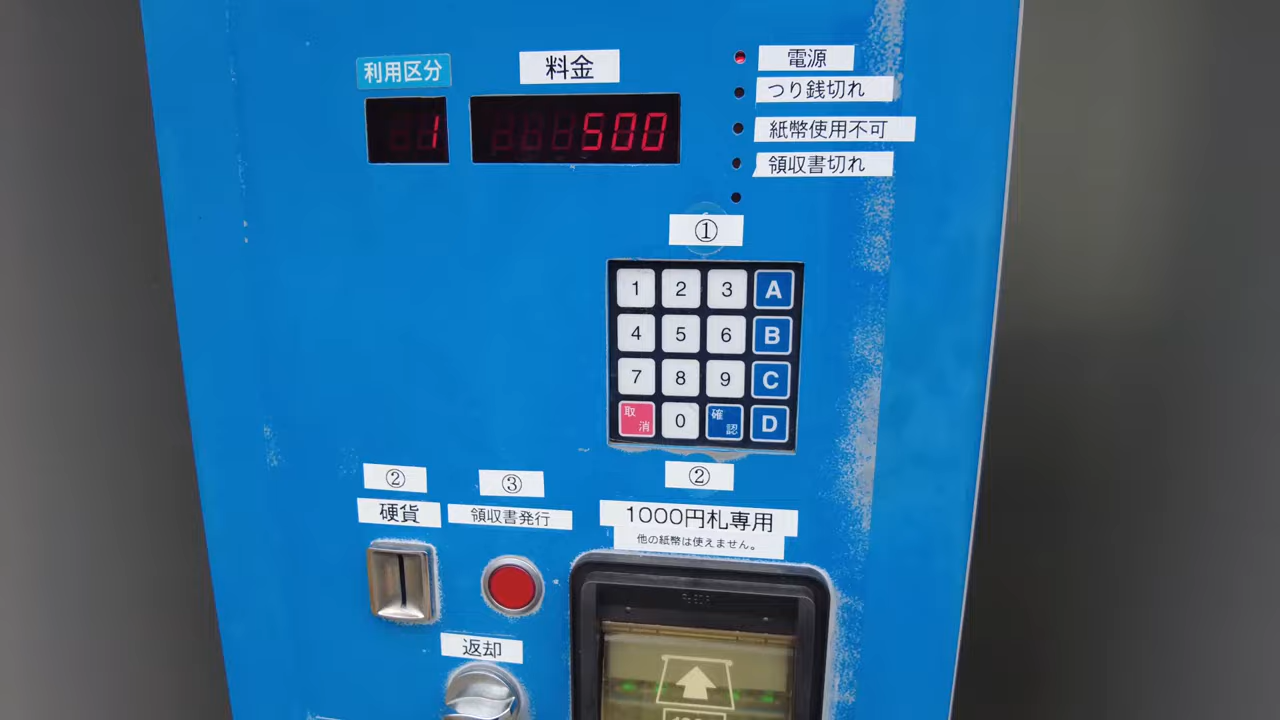 利用区分
料金
1
500
電源
つり銭切れ
紙幣使用不可
領収書切れ
①
1 2 3 A
4 5 6 B
7 8 9 C
取消 0 確認 D
②
③
②
硬貨
領収書発行
1000円札専用
他の紙幣は使えません。
返却